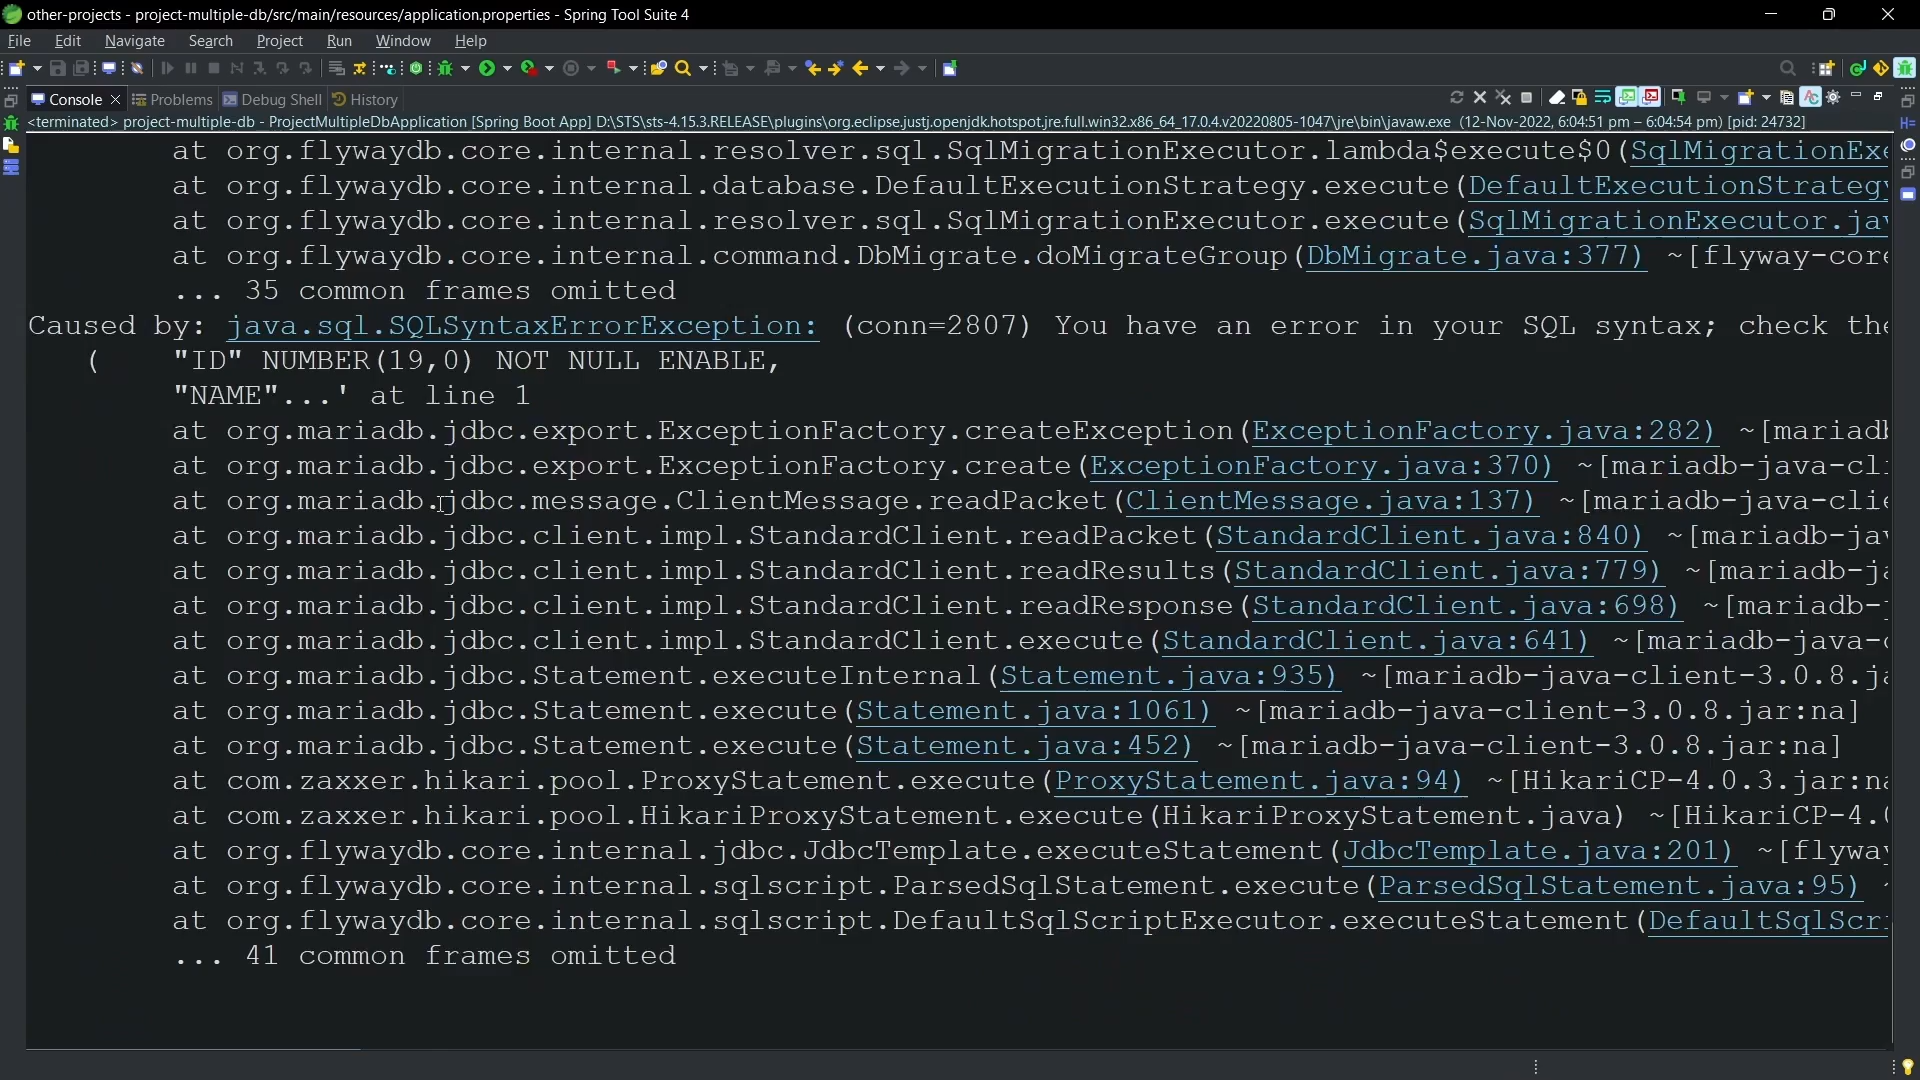 other-projects - project-multiple-db/src/main/resources/application.properties - Spring Tool Suite 4
File Edit Navigate Search Project Run Window Help
Console Problems Debug Shell History
<terminated> project-multiple-db - ProjectMultipleDbApplication [Spring Boot App] D:\STS\sts-4.15.3.RELEASE\plugins\org.eclipse.justj.openjdk.hotspot.jre.full.win32.x86_64_17.0.4.v20220805-1047\jre\bin\javaw.exe (12-Nov-2022, 6:04:51 pm – 6:04:54 pm) [pid: 24732]
at org.flywaydb.core.internal.resolver.sql.SqlMigrationExecutor.lambda$execute$0(SqlMigrationExe
at org.flywaydb.core.internal.database.DefaultExecutionStrategy.execute(DefaultExecutionStrategy
at org.flywaydb.core.internal.resolver.sql.SqlMigrationExecutor.execute(SqlMigrationExecutor.jav
at org.flywaydb.core.internal.command.DbMigrate.doMigrateGroup(DbMigrate.java:377) ~[flyway-core
... 35 common frames omitted
Caused by: java.sql.SQLSyntaxErrorException: (conn=2807) You have an error in your SQL syntax; check the
( "ID" NUMBER(19,0) NOT NULL ENABLE,
"NAME"...' at line 1
at org.mariadb.jdbc.export.ExceptionFactory.createException(ExceptionFactory.java:282) ~[mariadb
at org.mariadb.jdbc.export.ExceptionFactory.create(ExceptionFactory.java:370) ~[mariadb-java-cli
at org.mariadb.jdbc.message.ClientMessage.readPacket(ClientMessage.java:137) ~[mariadb-java-clie
at org.mariadb.jdbc.client.impl.StandardClient.readPacket(StandardClient.java:840) ~[mariadb-jav
at org.mariadb.jdbc.client.impl.StandardClient.readResults(StandardClient.java:779) ~[mariadb-ja
at org.mariadb.jdbc.client.impl.StandardClient.readResponse(StandardClient.java:698) ~[mariadb-
at org.mariadb.jdbc.client.impl.StandardClient.execute(StandardClient.java:641) ~[mariadb-java-c
at org.mariadb.jdbc.Statement.executeInternal(Statement.java:935) ~[mariadb-java-client-3.0.8.ja
at org.mariadb.jdbc.Statement.execute(Statement.java:1061) ~[mariadb-java-client-3.0.8.jar:na]
at org.mariadb.jdbc.Statement.execute(Statement.java:452) ~[mariadb-java-client-3.0.8.jar:na]
at com.zaxxer.hikari.pool.ProxyStatement.execute(ProxyStatement.java:94) ~[HikariCP-4.0.3.jar:na
at com.zaxxer.hikari.pool.HikariProxyStatement.execute(HikariProxyStatement.java) ~[HikariCP-4.0
at org.flywaydb.core.internal.jdbc.JdbcTemplate.executeStatement(JdbcTemplate.java:201) ~[flyway
at org.flywaydb.core.internal.sqlscript.ParsedSqlStatement.execute(ParsedSqlStatement.java:95) ~
at org.flywaydb.core.internal.sqlscript.DefaultSqlScriptExecutor.executeStatement(DefaultSqlScri
... 41 common frames omitted